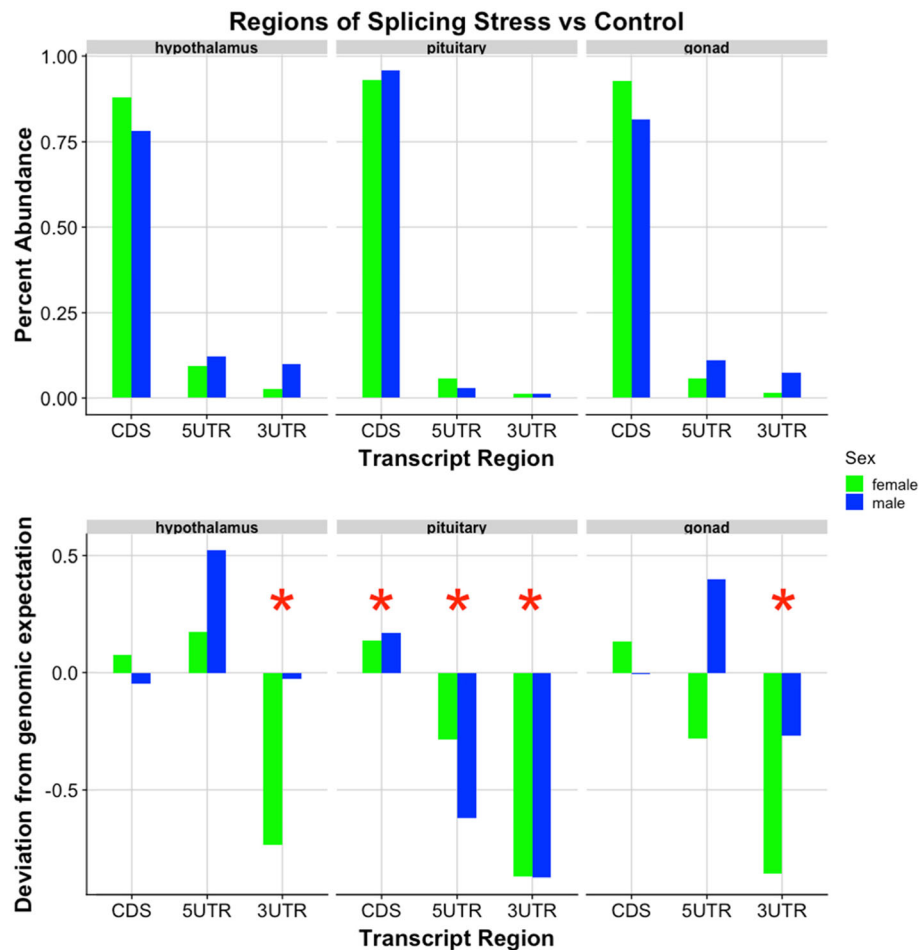 Regions of Splicing Stress vs Control
hypothalamus pituitary gonad
Percent Abundance
1.00
0.75
0.50
0.25
0.00
CDS 5UTR 3UTR CDS 5UTR 3UTR CDS 5UTR 3UTR
Transcript Region
Sex
female
male
hypothalamus pituitary gonad
Deviation from genomic expectation
0.5
0.0
-0.5
* * * * *
CDS 5UTR 3UTR CDS 5UTR 3UTR CDS 5UTR 3UTR
Transcript Region